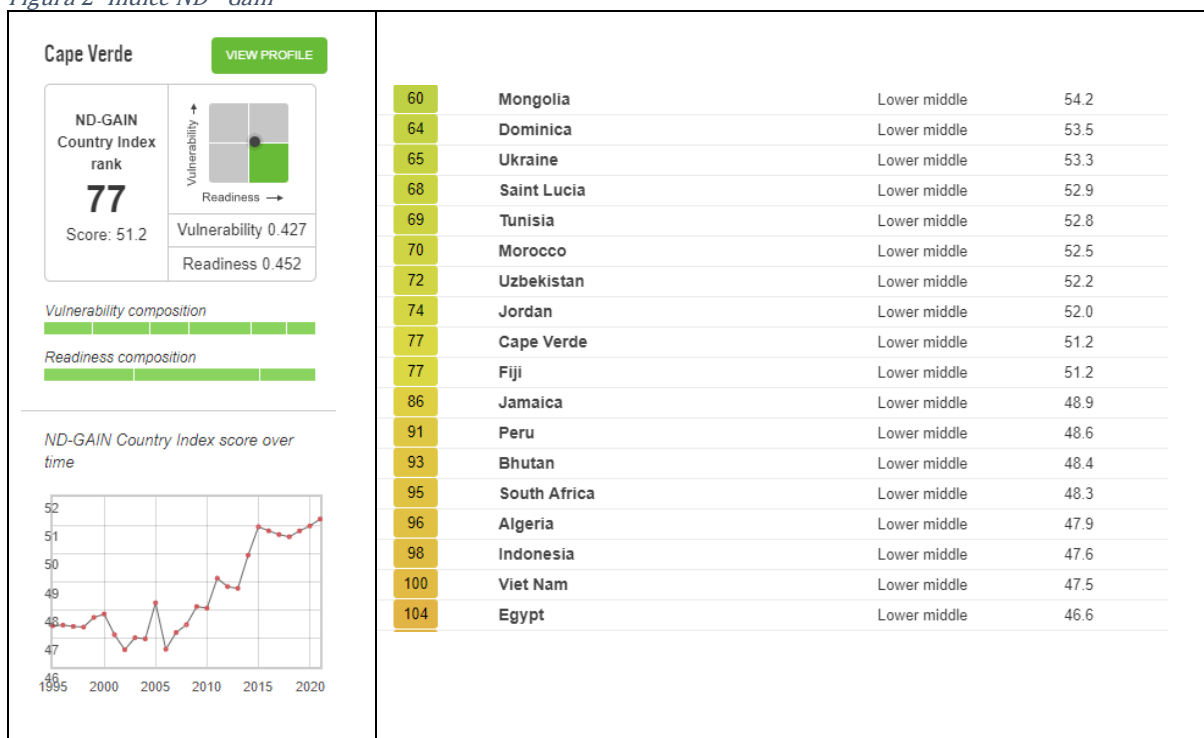 Figura 2 Índice ND - Gain
Cape Verde
VIEW PROFILE
ND-GAIN
Country Index
rank
77
Score: 51.2
Vulnerability
Readiness
Vulnerability 0.427
Readiness 0.452
Vulnerability composition
Readiness composition
ND-GAIN Country Index score over
time
52
51
50
49
48
47
46
1995 2000 2005 2010 2015 2020
60 Mongolia Lower middle 54.2
64 Dominica Lower middle 53.5
65 Ukraine Lower middle 53.3
68 Saint Lucia Lower middle 52.9
69 Tunisia Lower middle 52.8
70 Morocco Lower middle 52.5
72 Uzbekistan Lower middle 52.2
74 Jordan Lower middle 52.0
77 Cape Verde Lower middle 51.2
77 Fiji Lower middle 51.2
86 Jamaica Lower middle 48.9
91 Peru Lower middle 48.6
93 Bhutan Lower middle 48.4
95 South Africa Lower middle 48.3
96 Algeria Lower middle 47.9
98 Indonesia Lower middle 47.6
100 Viet Nam Lower middle 47.5
104 Egypt Lower middle 46.6